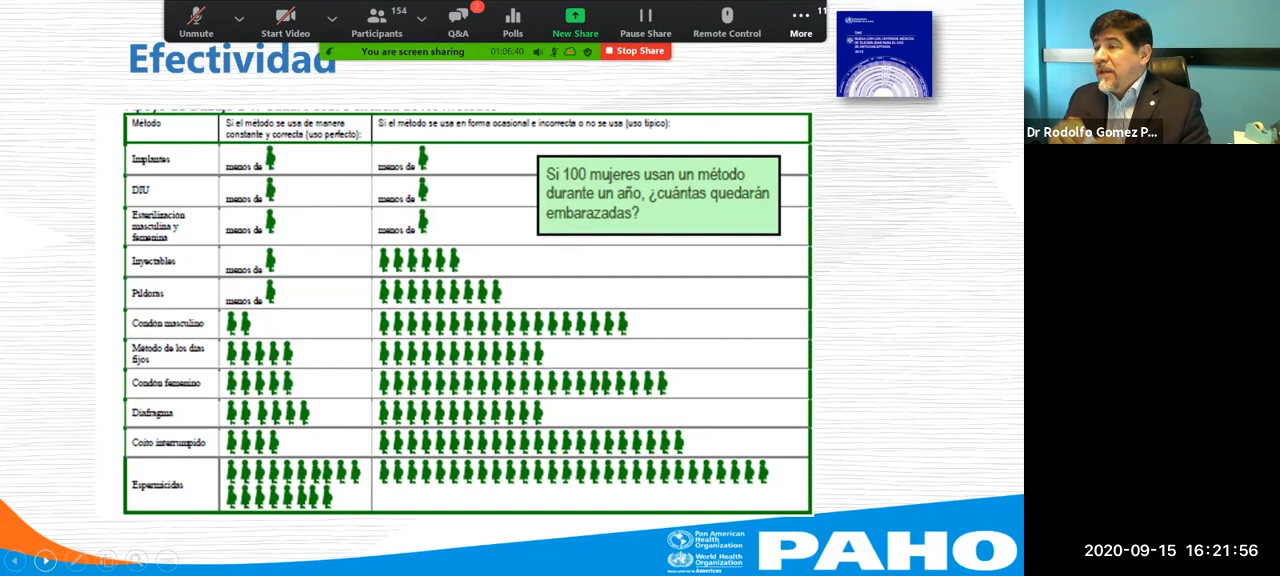 Unmute
Start Video
154
Participants
2
Q&A
Polls
New Share
Pause Share
Remote Control
More
11
You are screen sharing
01:06:40
Stop Share
Efectividad
Método
Si el método se usa de manera
constante y correcta (uso perfecto):
Si el método se usa en forma ocasional e incorrecta o no se usa (uso típico):
Implantes
menos de
menos de
Si 100 mujeres usan un método
durante un año, ¿cuántas quedarán
embarazadas?
DIU
menos de
menos de
Esterilización
masculina y
femenina
menos de
menos de
Inyectables
menos de
Píldoras
menos de
Condón masculino
Método de los días
fijos
Condón femenino
Diafragma
Coito interrumpido
Espermicidas
Pan American
Health
Organization
World Health
Organization
Americas
PAHO
Dr Rodolfo Gomez P...
2020-09-15 16:21:56